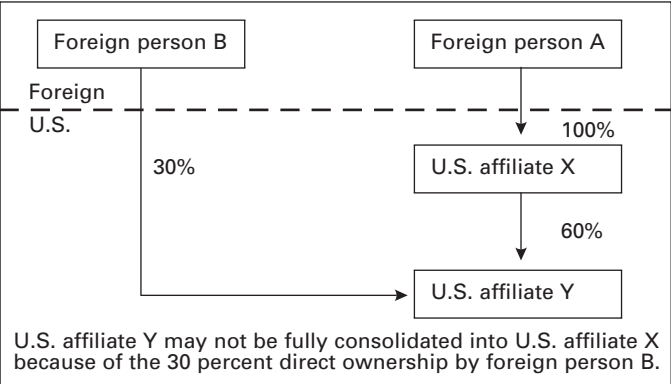 Foreign person B
Foreign person A
Foreign
U.S.
100%
30%
U.S. affiliate X
60%
U.S. affiliate Y
U.S. affiliate Y may not be fully consolidated into U.S. affiliate X
because of the 30 percent direct ownership by foreign person B.